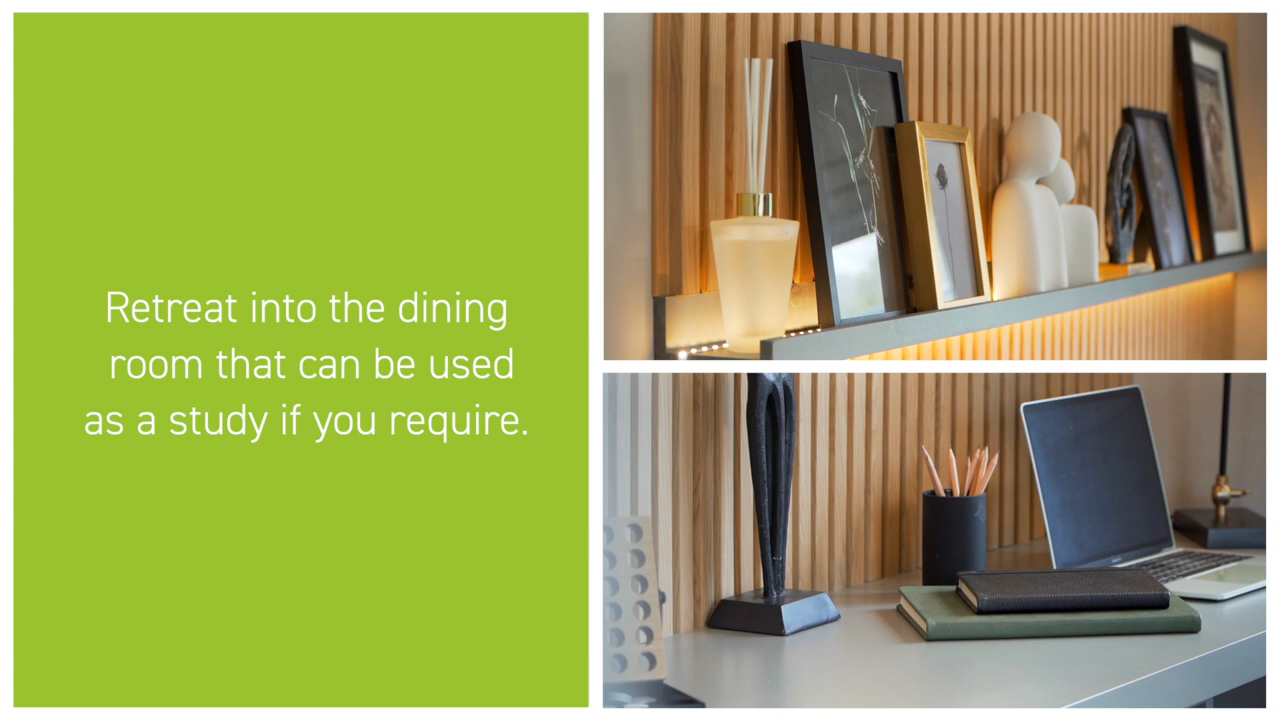 Retreat into the dining
room that can be used
as a study if you require.